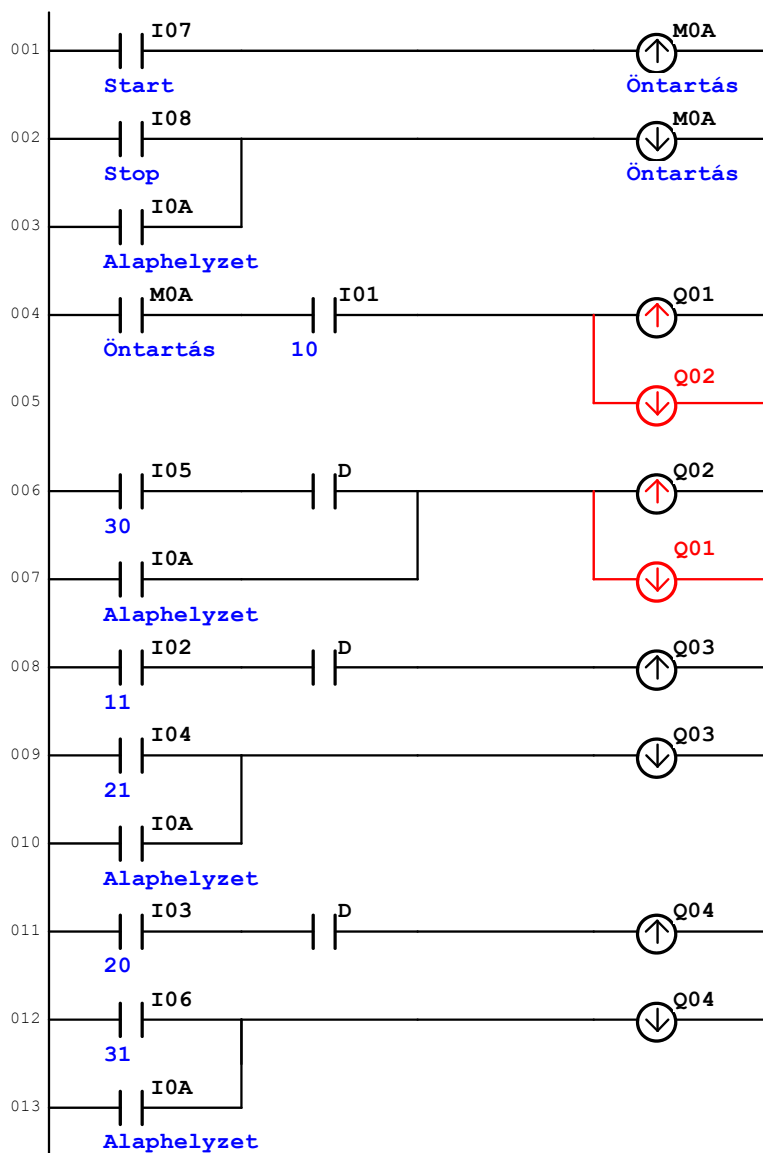 I07 M0A
001
Start Öntartás
I08 M0A
002
Stop Öntartás
I0A
003
Alaphelyzet
M0A I01 Q01
004
Öntartás 10
Q02
005
I05 D Q02
006
30
I0A Q01
007
Alaphelyzet
I02 D Q03
008
11
I04 Q03
009
21
I0A
010
Alaphelyzet
I03 D Q04
011
20
I06 Q04
012
31
I0A
013
Alaphelyzet